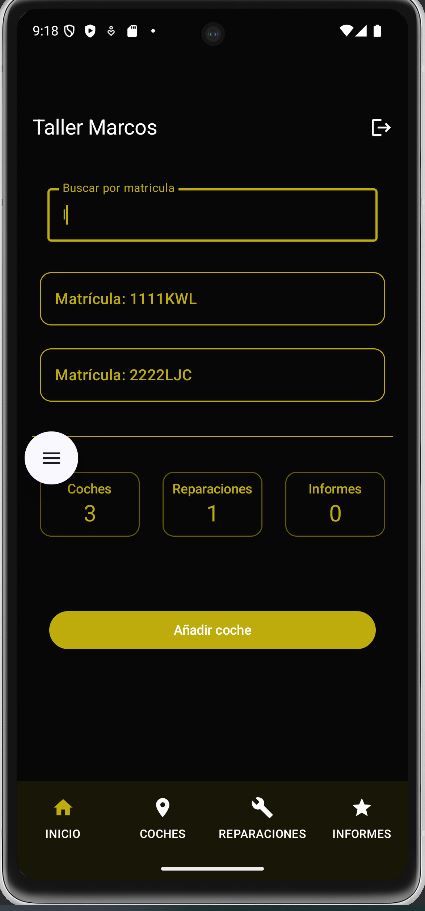 9:18
Taller Marcos
Buscar por matricula
Matrícula: 1111KWL
Matrícula: 2222LJC
Coches Reparaciones Informes
3 1 0
Añadir coche
INICIO COCHES REPARACIONES INFORMES